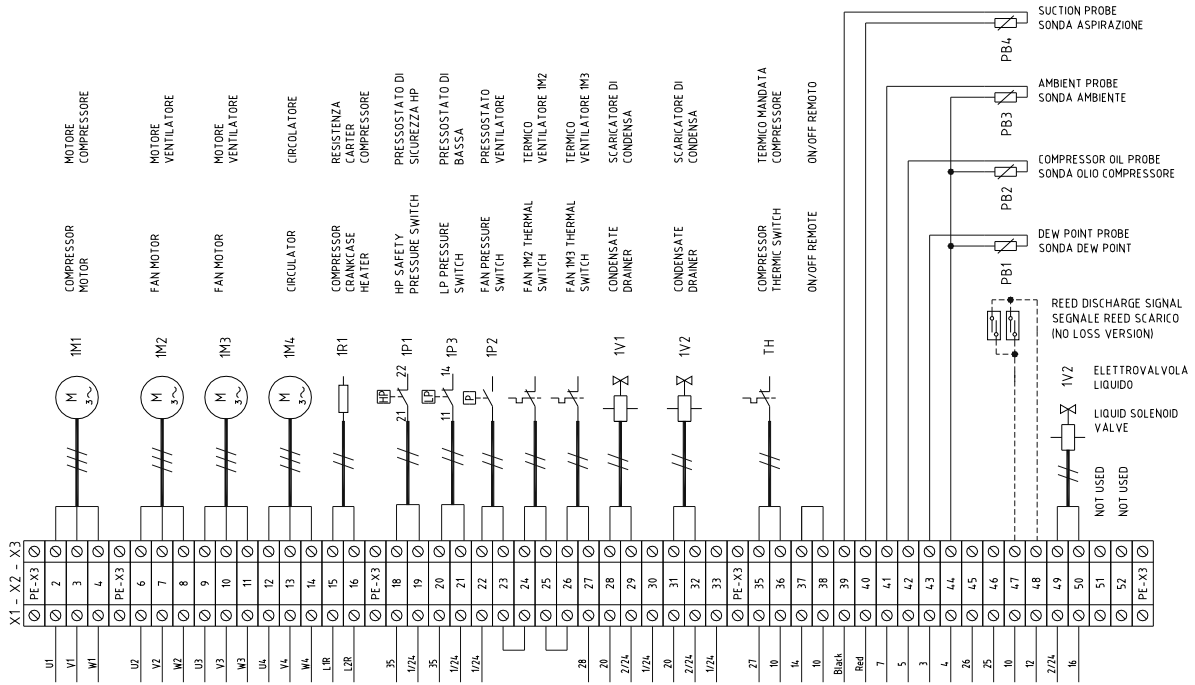 SUCTION PROBE
SONDA ASPIRAZIONE
PB4
AMBIENT PROBE
SONDA AMBIENTE
PB3
COMPRESSOR OIL PROBE
SONDA OLIO COMPRESSORE
PB2
DEW POINT PROBE
SONDA DEW POINT
PB1
REED DISCHARGE SIGNAL
SEGNALE REED SCARICO
(NO LOSS VERSION)
MOTORE
COMPRESSORE
MOTORE
VENTILATORE
MOTORE
VENTILATORE
CIRCOLATORE
RESISTENZA
CARTER
COMPRESSORE
PRESSOSTATO DI
SICUREZZA HP
PRESSOSTATO DI
BASSA
PRESSOSTATO
VENTILATORE
TERMICO
VENTILATORE 1M2
TERMICO
VENTILATORE 1M3
SCARICATORE DI
CONDENSA
SCARICATORE DI
CONDENSA
TERMICO MANDATA
COMPRESSORE
ON/OFF REMOTO
COMPRESSOR
MOTOR
FAN MOTOR
FAN MOTOR
CIRCULATOR
COMPRESSOR
CRANKCASE
HEATER
HP SAFETY
PRESSURE SWITCH
LP PRESSURE
SWITCH
FAN PRESSURE
SWITCH
FAN 1M2 THERMAL
SWITCH
FAN 1M3 THERMAL
SWITCH
CONDENSATE
DRAINER
CONDENSATE
DRAINER
COMPRESSOR
THERMIC SWITCH
ON/OFF REMOTE
1M1
1M2
1M3
1M4
1R1
1P1
1P3
1P2
1V1
1V2
TH
1V2
ELETTROVALVOLA
LIQUIDO
LIQUID SOLENOID
VALVE
M
3~
M
3~
M
3~
M
3~
HP
22
21
LP
14
11
P
NOT USED
NOT USED
X1 - X2 - X3
PE-X3
2
3
4
PE-X3
6
7
8
9
10
11
12
13
14
15
16
PE-X3
18
19
20
21
22
23
24
25
26
27
28
29
30
31
32
33
PE-X3
35
36
37
38
39
40
41
42
43
44
45
46
47
48
49
50
51
52
PE-X3
U1
V1
W1
U2
V2
W2
U3
V3
W3
U4
V4
W4
L1R
L2R
35
1/24
35
1/24
1/24
28
20
2/24
1/24
20
2/24
1/24
27
10
14
10
Black
Red
7
5
3
4
26
25
10
12
2/24
16